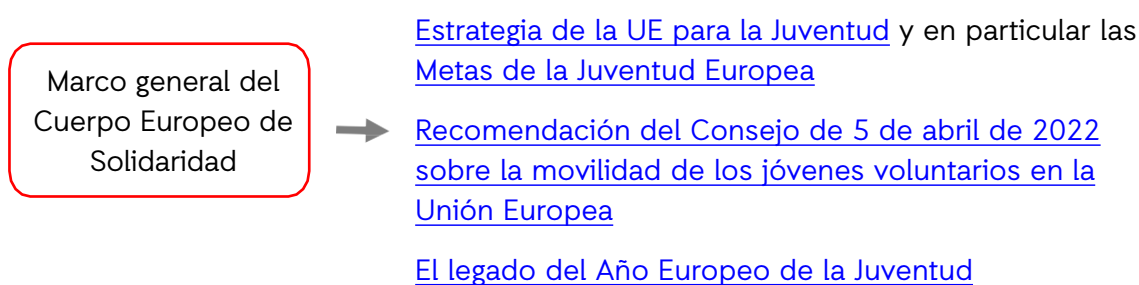 Marco general del
Cuerpo Europeo de
Solidaridad
Estrategia de la UE para la Juventud y en particular las
Metas de la Juventud Europea
Recomendación del Consejo de 5 de abril de 2022
sobre la movilidad de los jóvenes voluntarios en la
Unión Europea
El legado del Año Europeo de la Juventud